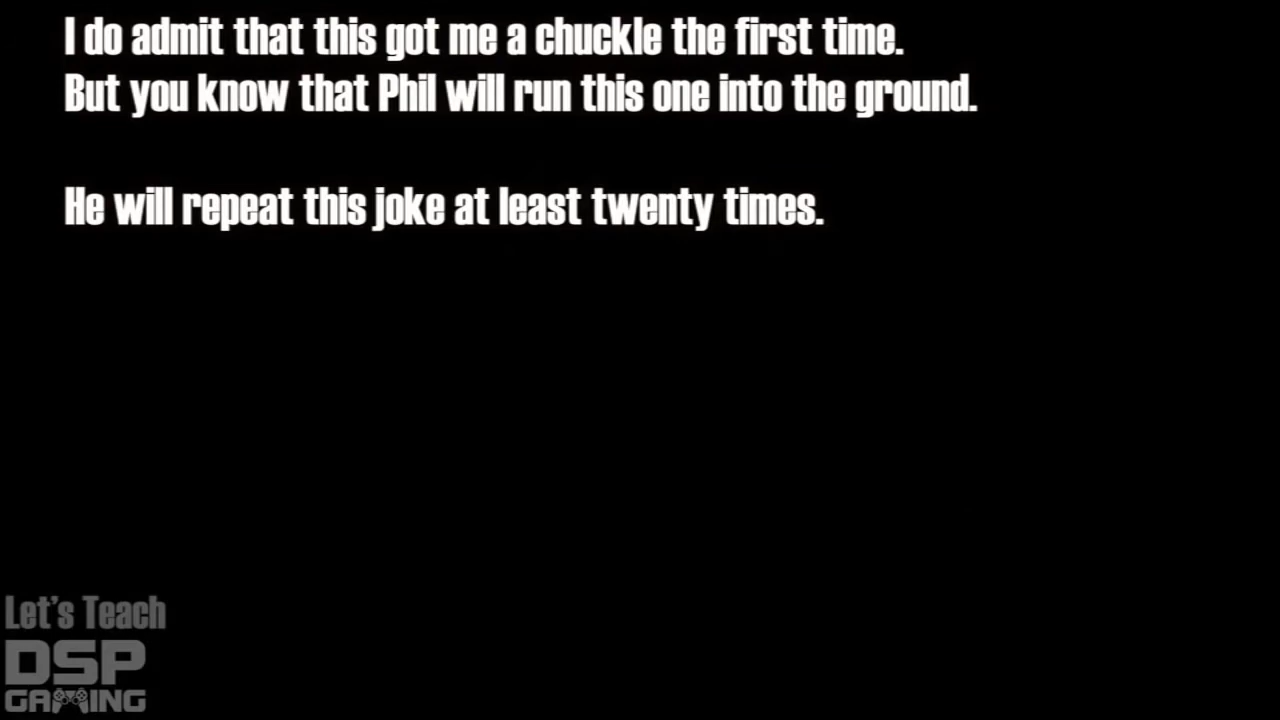 I do admit that this got me a chuckle the first time.
But you know that Phil will run this one into the ground.
He will repeat this joke at least twenty times.
Let's Teach
DSP
GAMING